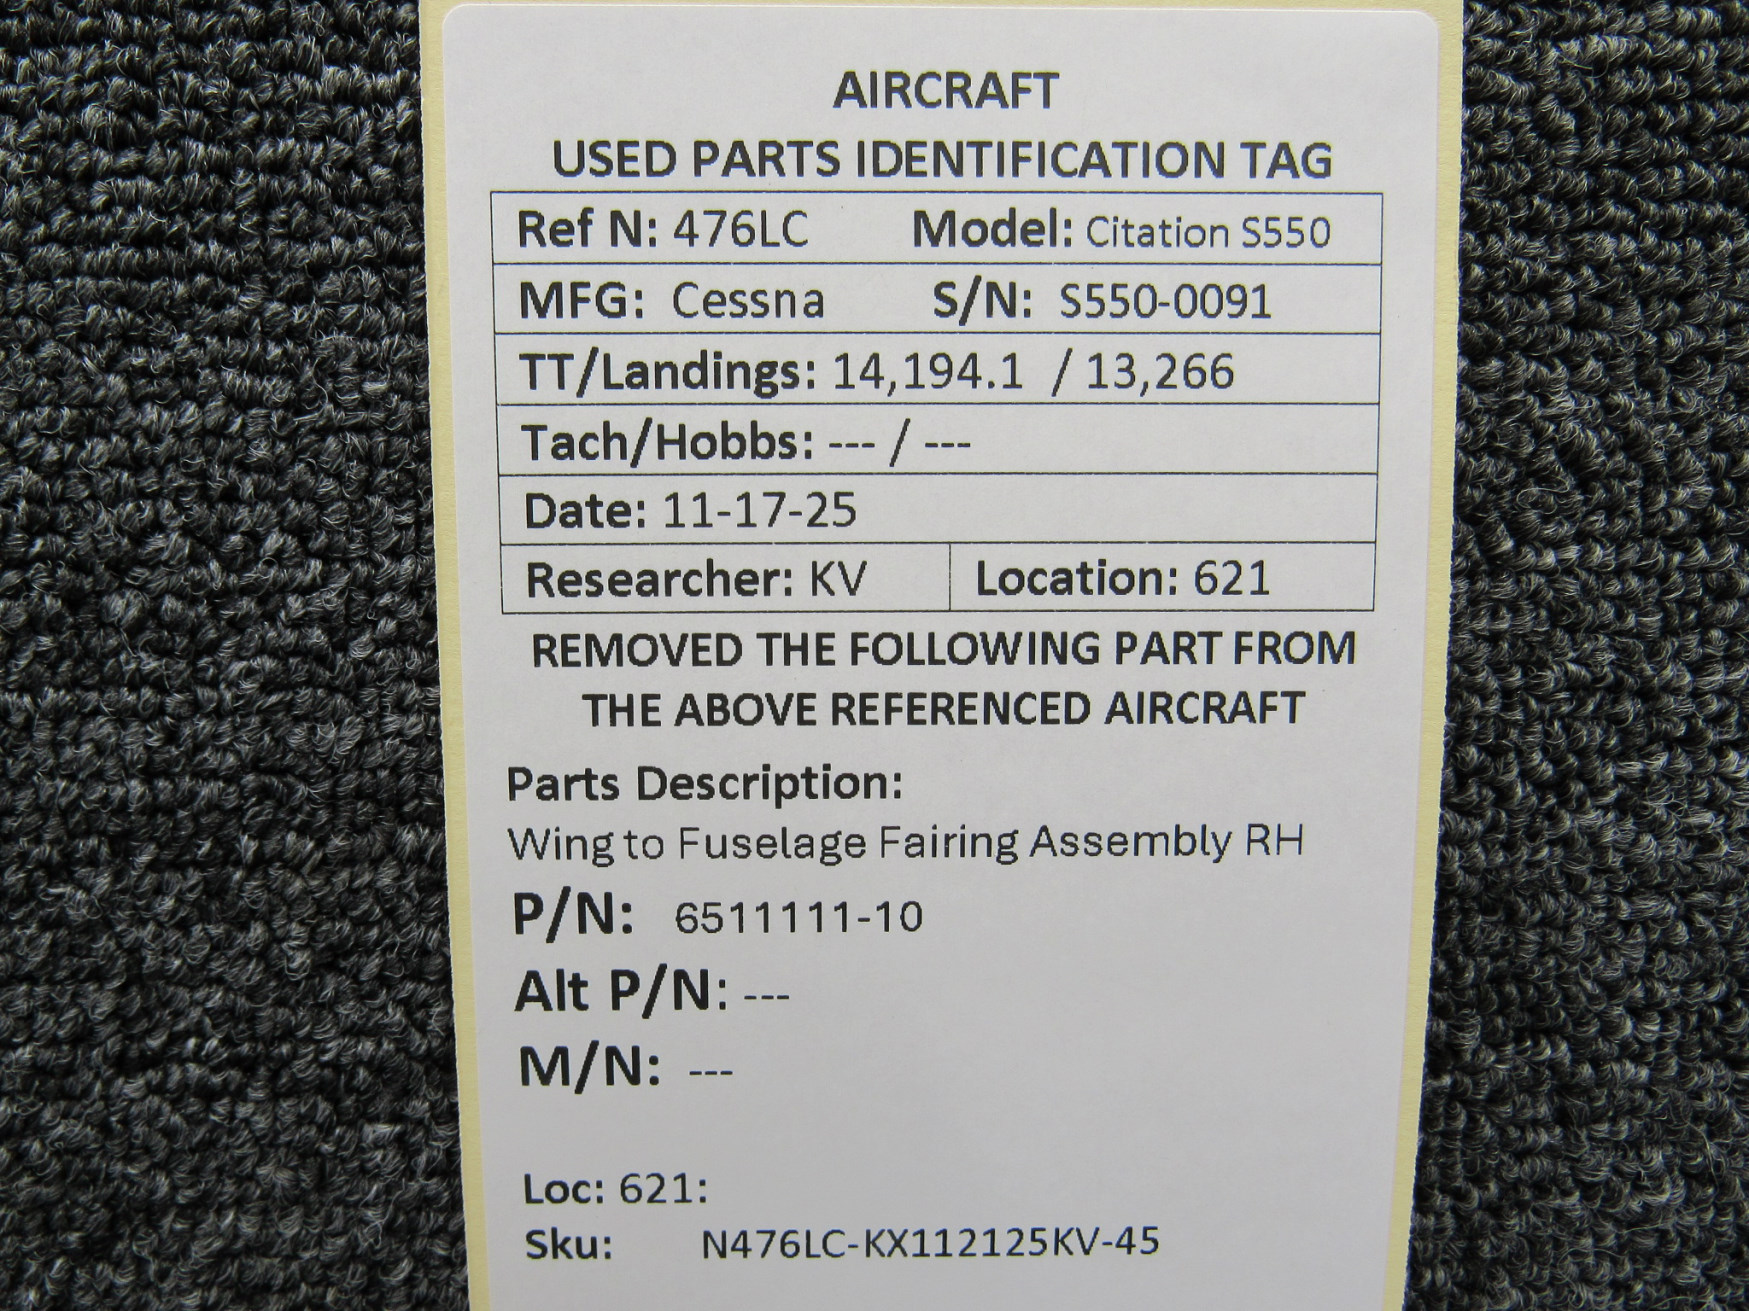 AIRCRAFT
USED PARTS IDENTIFICATION TAG
Ref N: 476LC Model: Citation S550
MFG: Cessna S/N: S550-0091
TT/Landings: 14,194.1 / 13,266
Tach/Hobbs: --- / ---
Date: 11-17-25
Researcher: KV Location: 621
REMOVED THE FOLLOWING PART FROM
THE ABOVE REFERENCED AIRCRAFT
Parts Description:
Wing to Fuselage Fairing Assembly RH
P/N: 6511111-10
Alt P/N: ---
M/N: ---
Loc: 621:
Sku: N476LC-KX112125KV-45